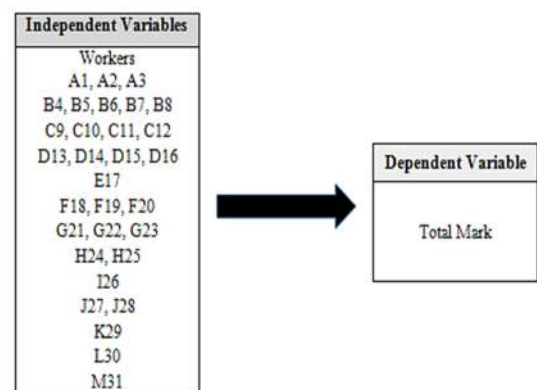 Independent Variables
Workers
A1, A2, A3
B4, B5, B6, B7, B8
C9, C10, C11, C12
D13, D14, D15, D16
E17
F18, F19, F20
G21, G22, G23
H24, H25
I26
J27, J28
K29
L30
M31
Dependent Variable
Total Mark